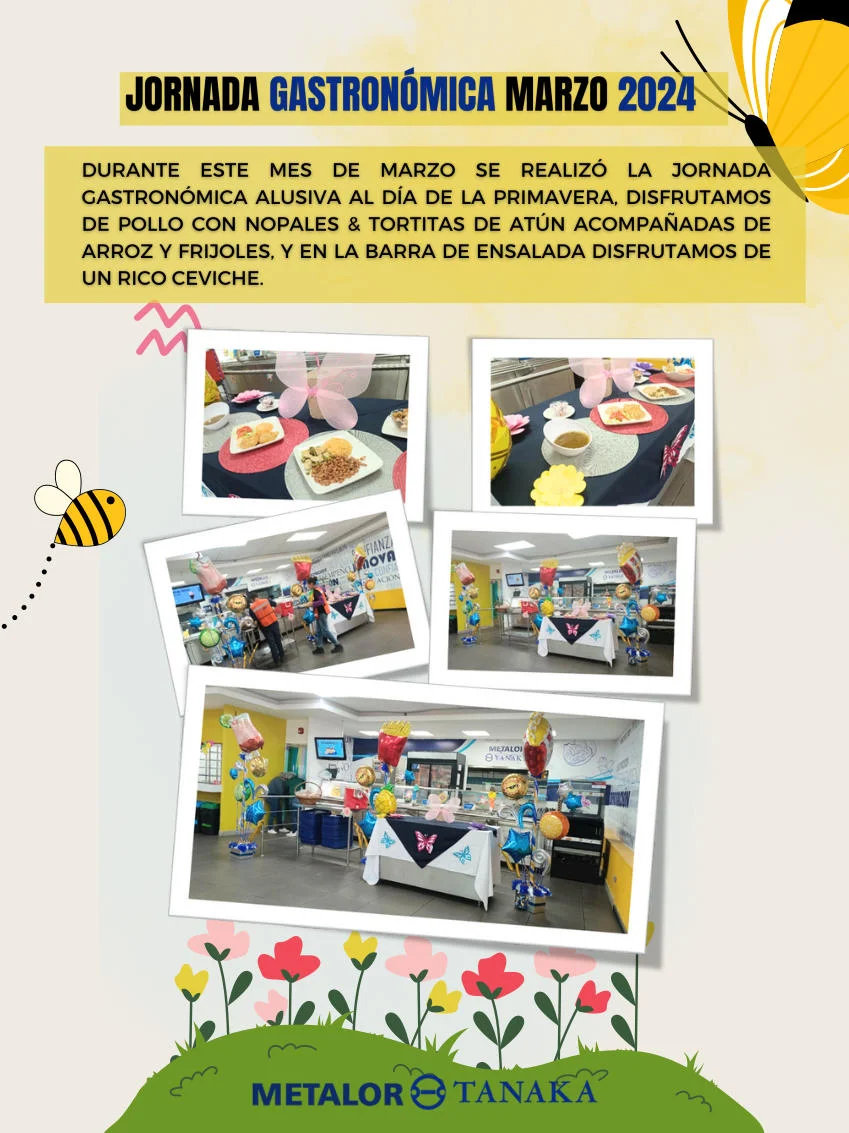 JORNADA GASTRONÓMICA MARZO 2024
DURANTE ESTE MES DE MARZO SE REALIZÓ LA JORNADA
GASTRONÓMICA ALUSIVA AL DÍA DE LA PRIMAVERA, DISFRUTAMOS
DE POLLO CON NOPALES & TORTITAS DE ATÚN ACOMPAÑADAS DE
ARROZ Y FRIJOLES, Y EN LA BARRA DE ENSALADA DISFRUTAMOS DE
UN RICO CEVICHE.
METALOR
TANAKA
METALOR TANAKA